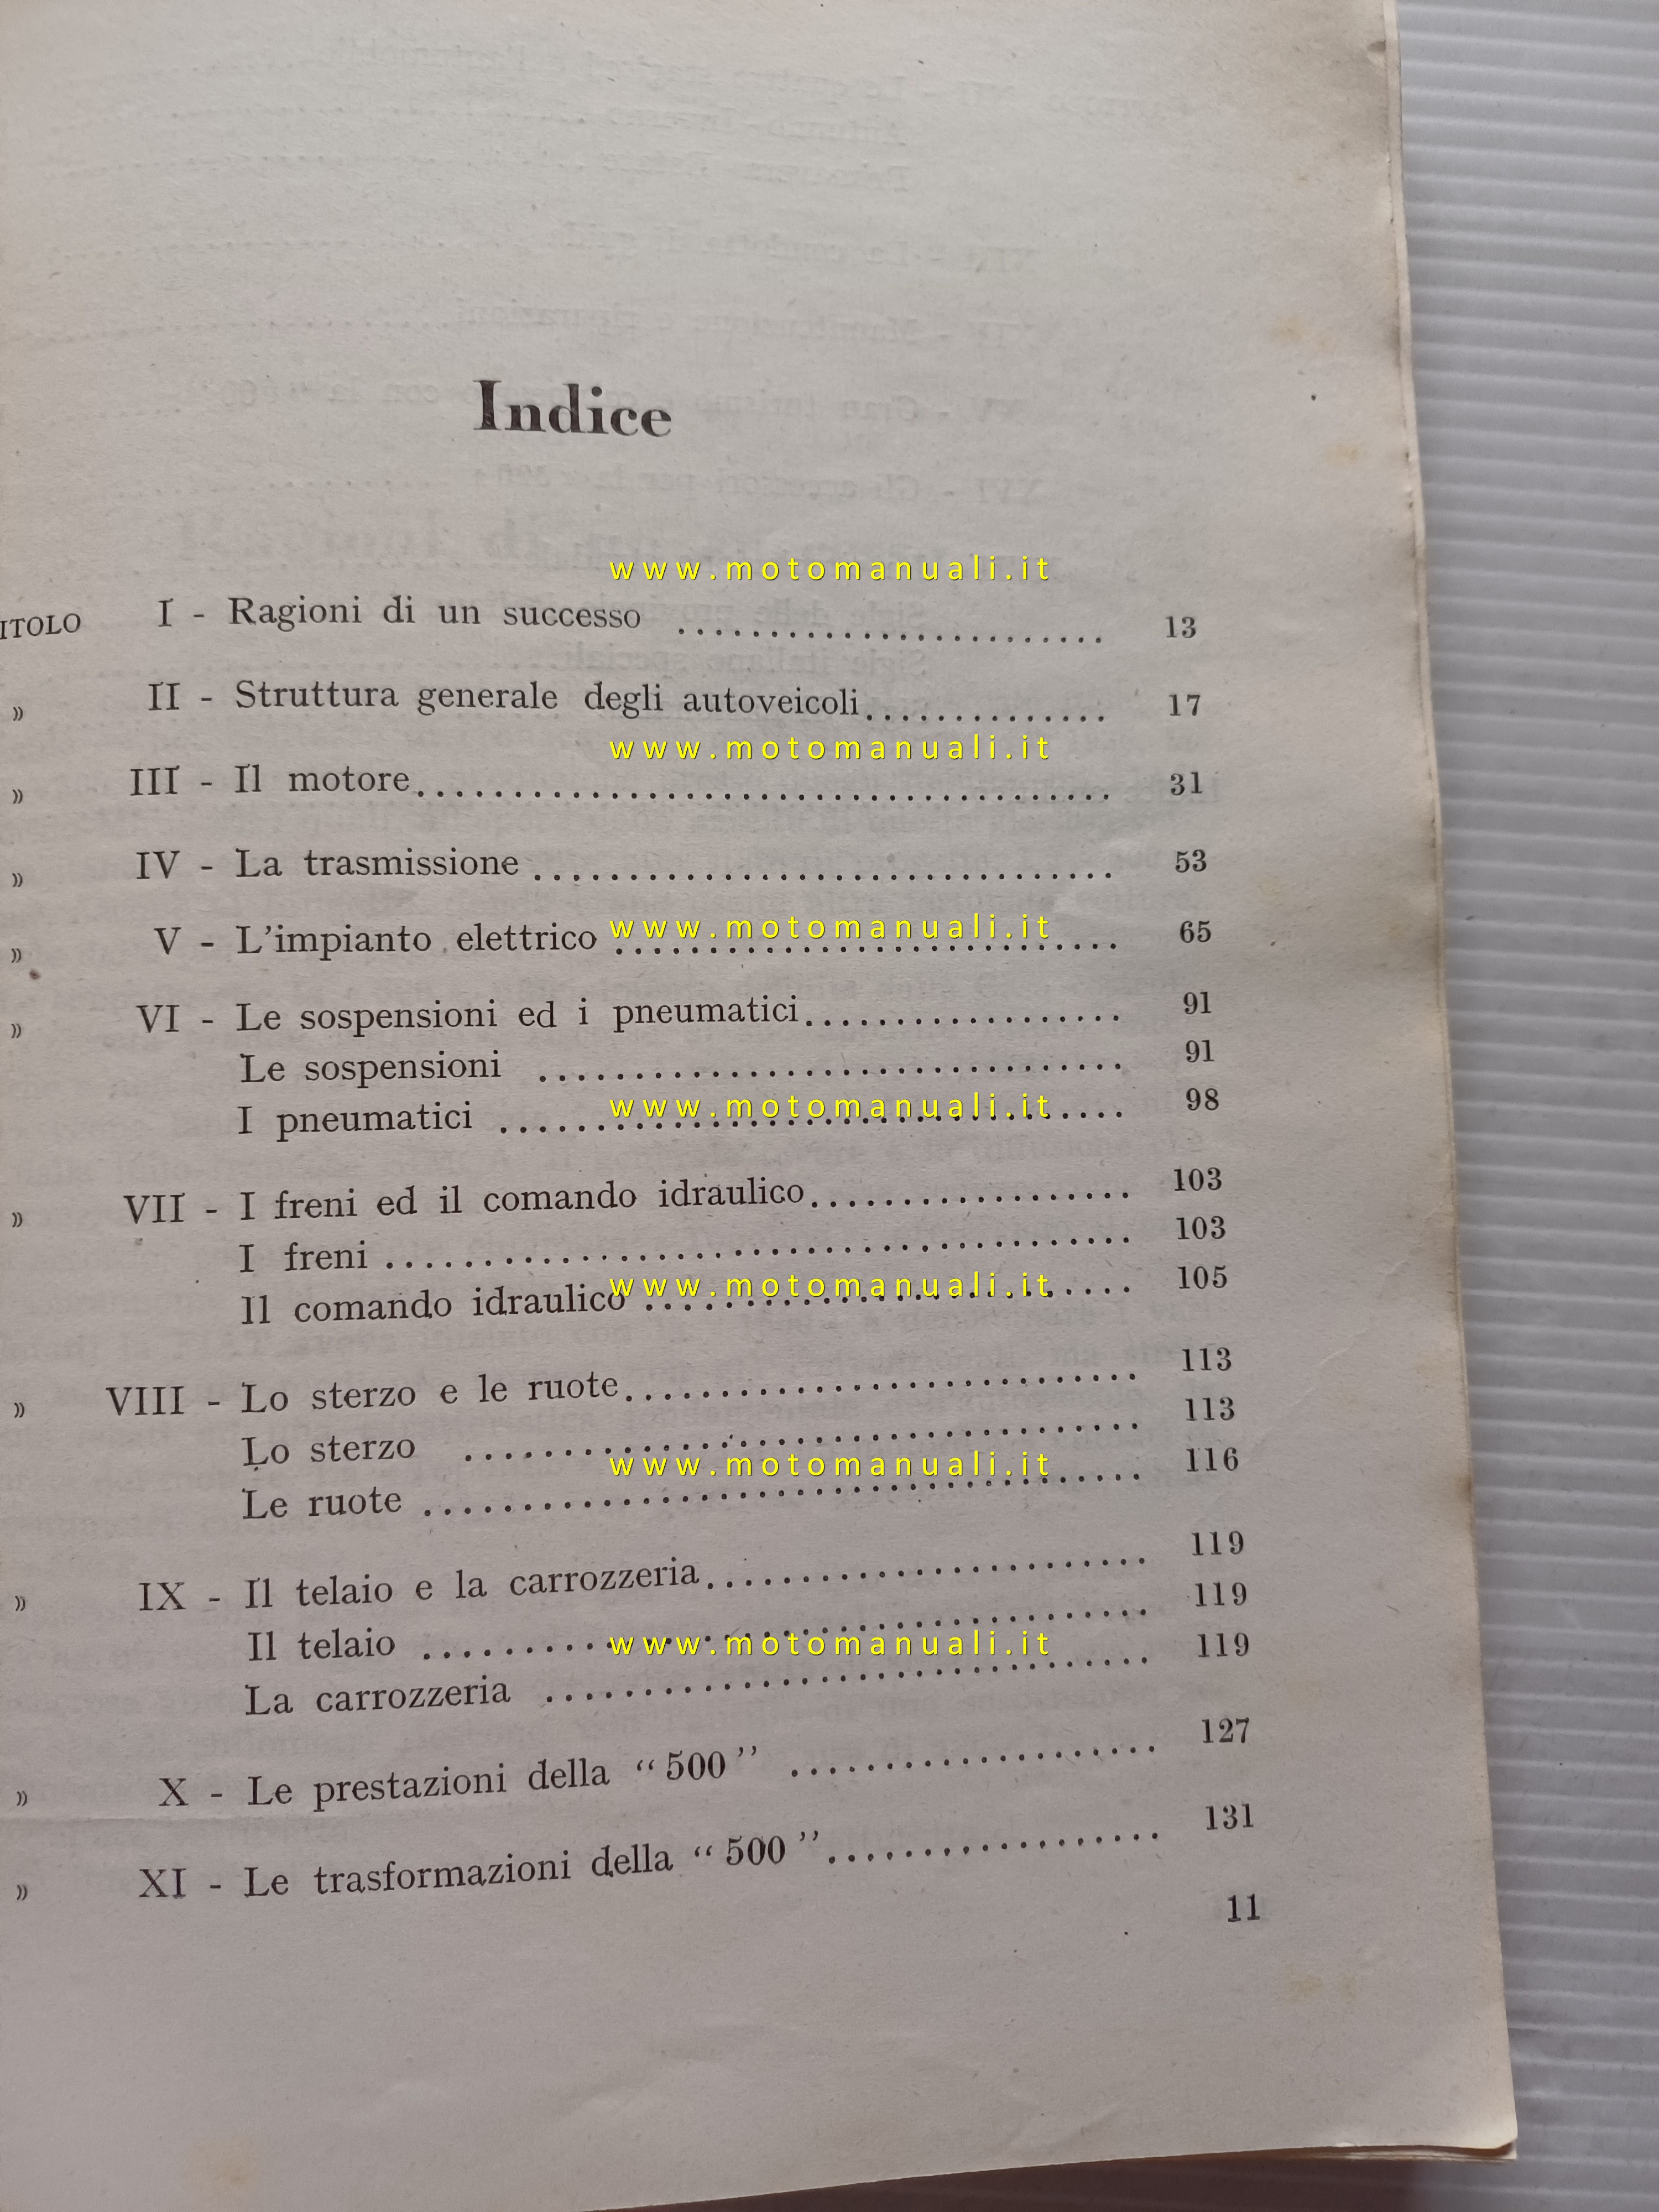 Indice
www.motomanuali.it
ITOLO I - Ragioni di un successo ........................ 13
» II - Struttura generale degli autoveicoli.............. 17
www.motomanuali.it
» III - Il motore.................................... 31
» IV - La trasmissione .............................. 53
www.motomanuali.it
» V - L'impianto elettrico .......................... 65
» VI - Le sospensioni ed i pneumatici................. 91
Le sospensioni .............................. 91
www.motomanuali.it
I pneumatici ................................ 98
» VII - I freni ed il comando idraulico................. 103
I freni ...................................... 103
www.motomanuali.it
Il comando idraulico ......................... 105
» VIII - Lo sterzo e le ruote........................... 113
Lo sterzo ................................... 113
www.motomanuali.it
Le ruote ..................................... 116
» IX - Il telaio e la carrozzeria....................... 119
Il telaio ..................................... 119
www.motomanuali.it
La carrozzeria ............................... 119
» X - Le prestazioni della “500” ................... 127
» XI - Le trasformazioni della “500”.................. 131
11